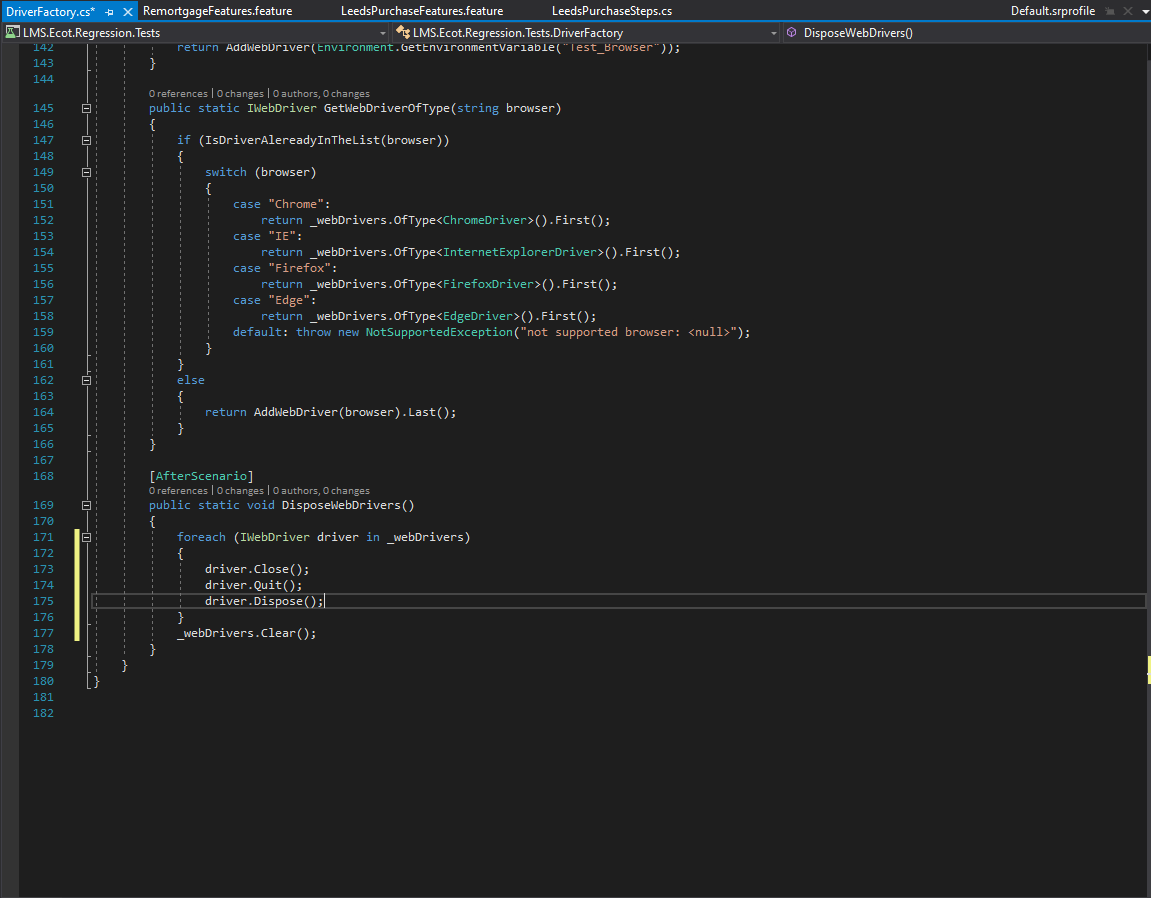 DriverFactory.cs*
RemortgageFeatures.feature
LeedsPurchaseFeatures.feature
LeedsPurchaseSteps.cs
Default.srprofile
LMS.Ecot.Regression.Tests
LMS.Ecot.Regression.Tests.DriverFactory
DisposeWebDrivers()
142 return AddWebDriver(Environment.GetEnvironmentVariable("Test_Browser"));
143 }
144
0 references | 0 changes | 0 authors, 0 changes
145 public static IWebDriver GetWebDriverOfType(string browser)
146 {
147 if (IsDriverAlereadyInTheList(browser))
148 {
149 switch (browser)
150 {
151 case "Chrome":
152 return _webDrivers.OfType<ChromeDriver>().First();
153 case "IE":
154 return _webDrivers.OfType<InternetExplorerDriver>().First();
155 case "Firefox":
156 return _webDrivers.OfType<FirefoxDriver>().First();
157 case "Edge":
158 return _webDrivers.OfType<EdgeDriver>().First();
159 default: throw new NotSupportedException("not supported browser: <null>");
160 }
161 }
162 else
163 {
164 return AddWebDriver(browser).Last();
165 }
166 }
167
168 [AfterScenario]
0 references | 0 changes | 0 authors, 0 changes
169 public static void DisposeWebDrivers()
170 {
171 foreach (IWebDriver driver in _webDrivers)
172 {
173 driver.Close();
174 driver.Quit();
175 driver.Dispose();
176 }
177 _webDrivers.Clear();
178 }
179 }
180 }
181
182